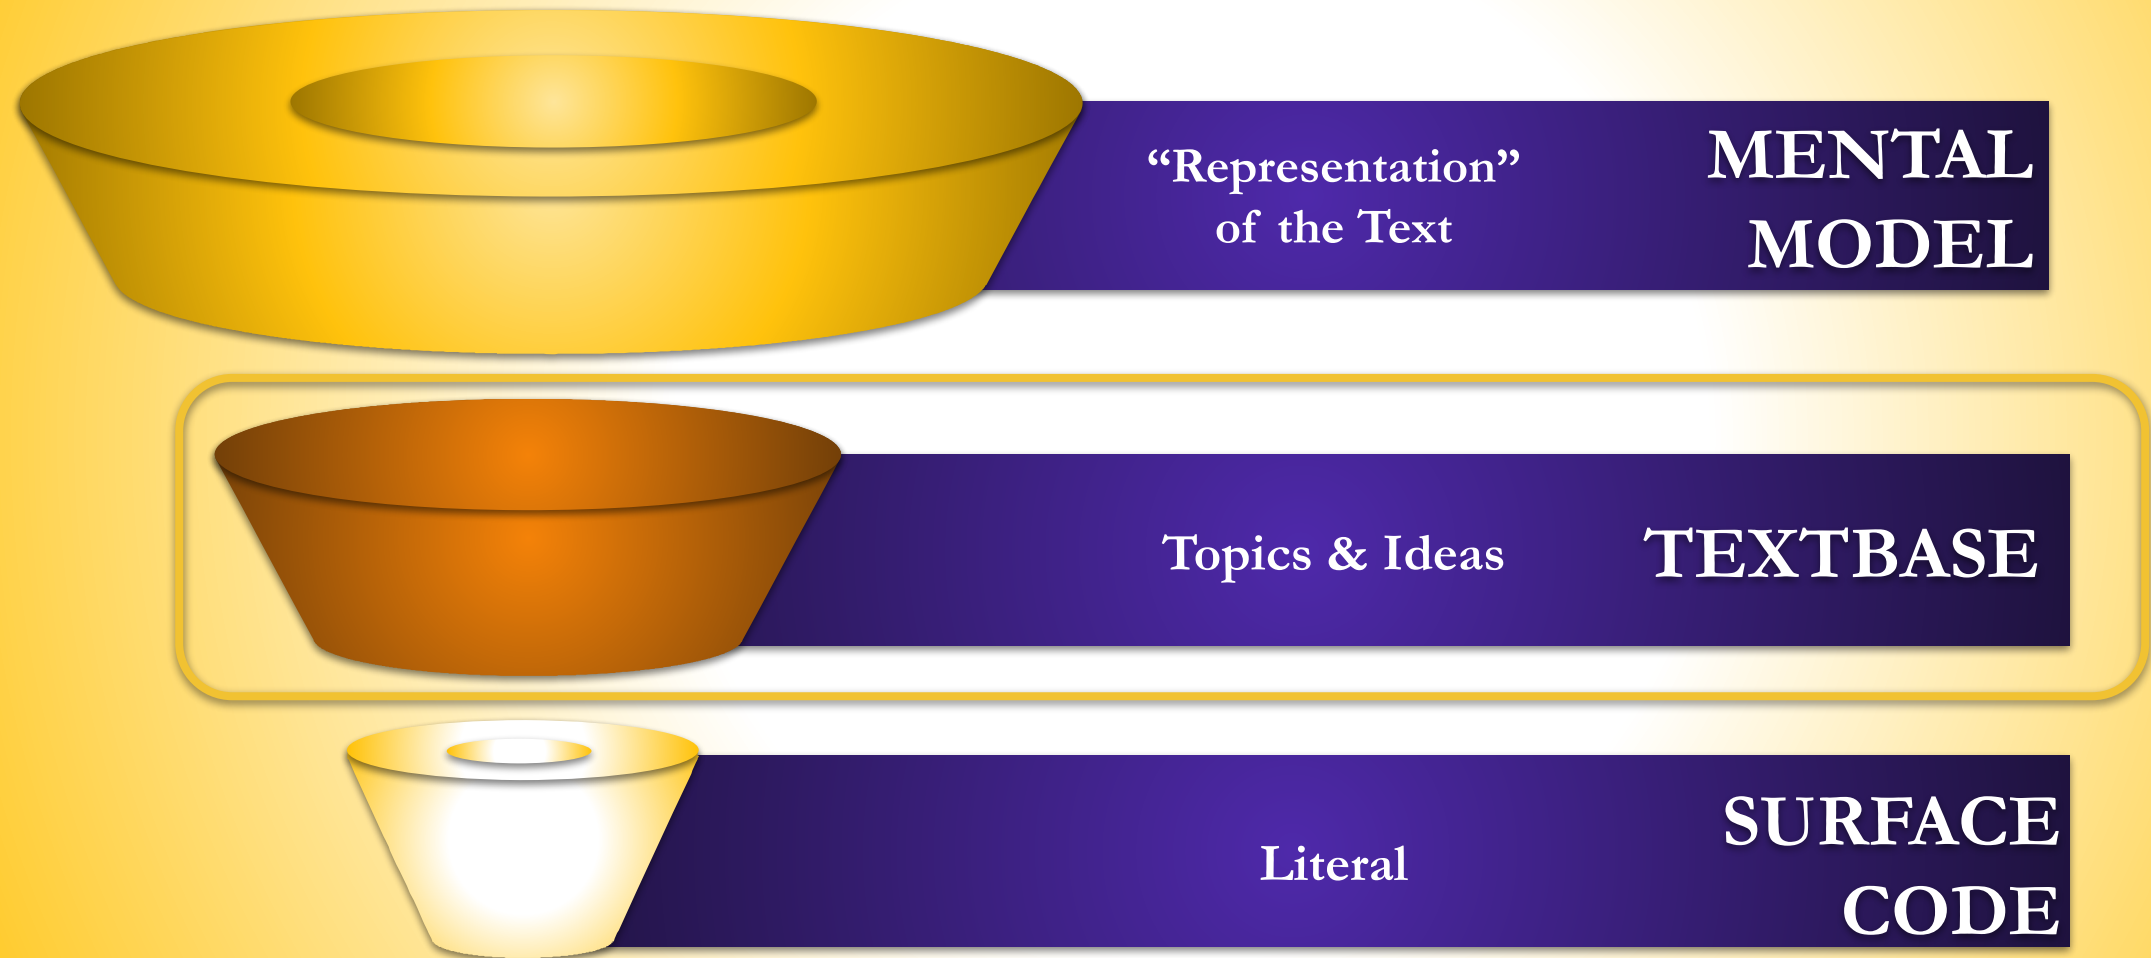 “Representation”
of the Text
MENTAL
MODEL
Topics & Ideas
TEXTBASE
Literal
SURFACE
CODE